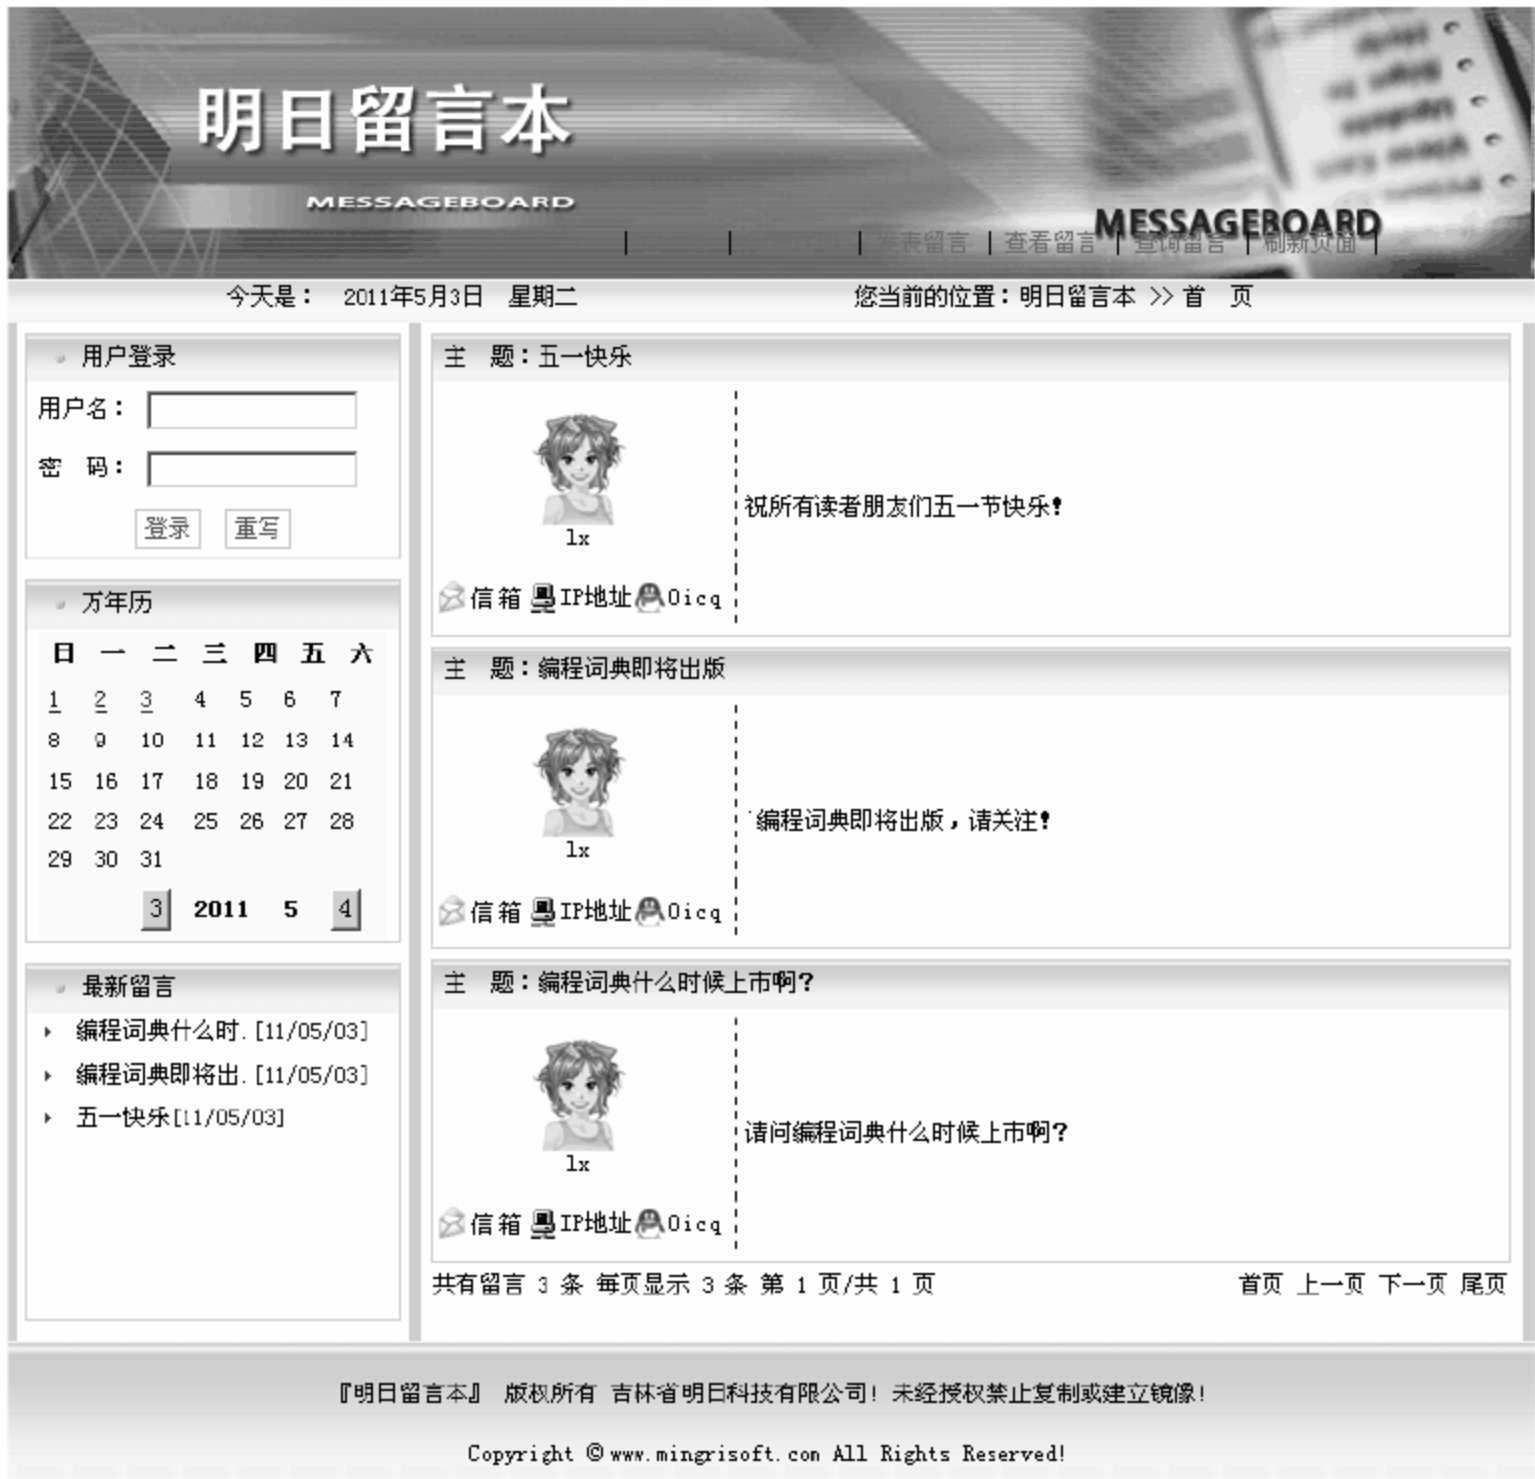 明日留言本
MESSAGEBOARD
MESSAGEBOARD
| | | 发表留言 | 查看留言 | 查询留言 | 刷新页面 |
今天是： 2011年5月3日 星期二
您当前的位置：明日留言本 >> 首 页
用户登录
用户名：
密 码：
登录 重写
万年历
日 一 二 三 四 五 六
1 2 3 4 5 6 7
8 9 10 11 12 13 14
15 16 17 18 19 20 21
22 23 24 25 26 27 28
29 30 31
3 2011 5 4
最新留言
编程词典什么时.[11/05/03]
编程词典即将出.[11/05/03]
五一快乐[11/05/03]
主 题：五一快乐
lx
祝所有读者朋友们五一节快乐！
信箱 IP地址 Oicq
主 题：编程词典即将出版
lx
编程词典即将出版，请关注！
信箱 IP地址 Oicq
主 题：编程词典什么时候上市啊？
lx
请问编程词典什么时候上市啊？
信箱 IP地址 Oicq
共有留言 3 条 每页显示 3 条 第 1 页/共 1 页
首页 上一页 下一页 尾页
『明日留言本』 版权所有 吉林省明日科技有限公司！未经授权禁止复制或建立镜像！
Copyright © www.mingrisoft.com All Rights Reserved!